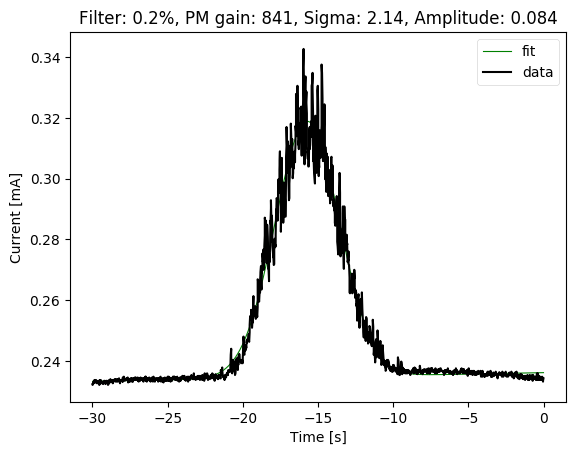 Filter: 0.2%, PM gain: 841, Sigma: 2.14, Amplitude: 0.084
fit
data
0.34
0.32
0.30
0.28
0.26
0.24
Current [mA]
−30
−25
−20
−15
−10
−5
0
Time [s]